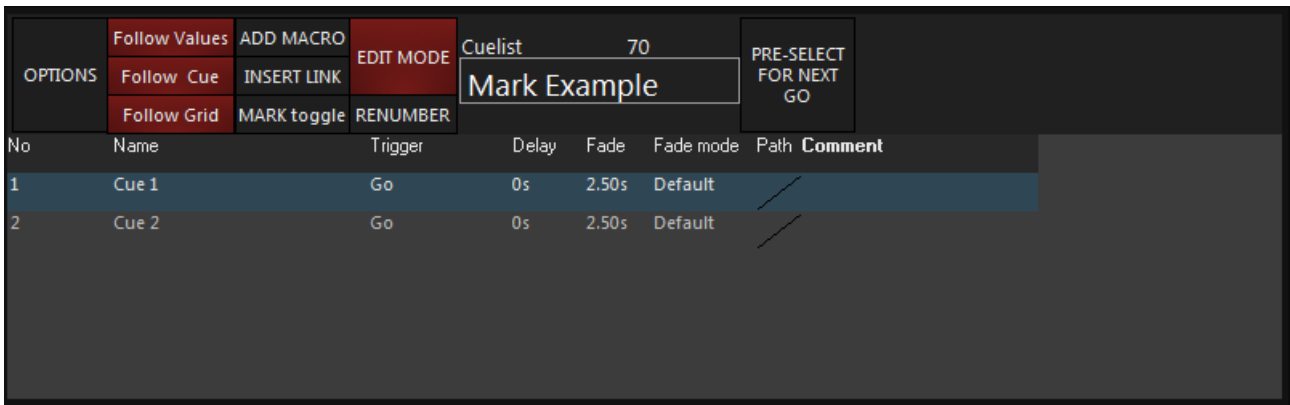 OPTIONS
Follow Values
Follow Cue
Follow Grid
ADD MACRO
INSERT LINK
MARK toggle
EDIT MODE
RENUMBER
Cuelist 70
Mark Example
PRE-SELECT
FOR NEXT
GO
No Name Trigger Delay Fade Fade mode Path Comment
1 Cue 1 Go 0s 2.50s Default
2 Cue 2 Go 0s 2.50s Default